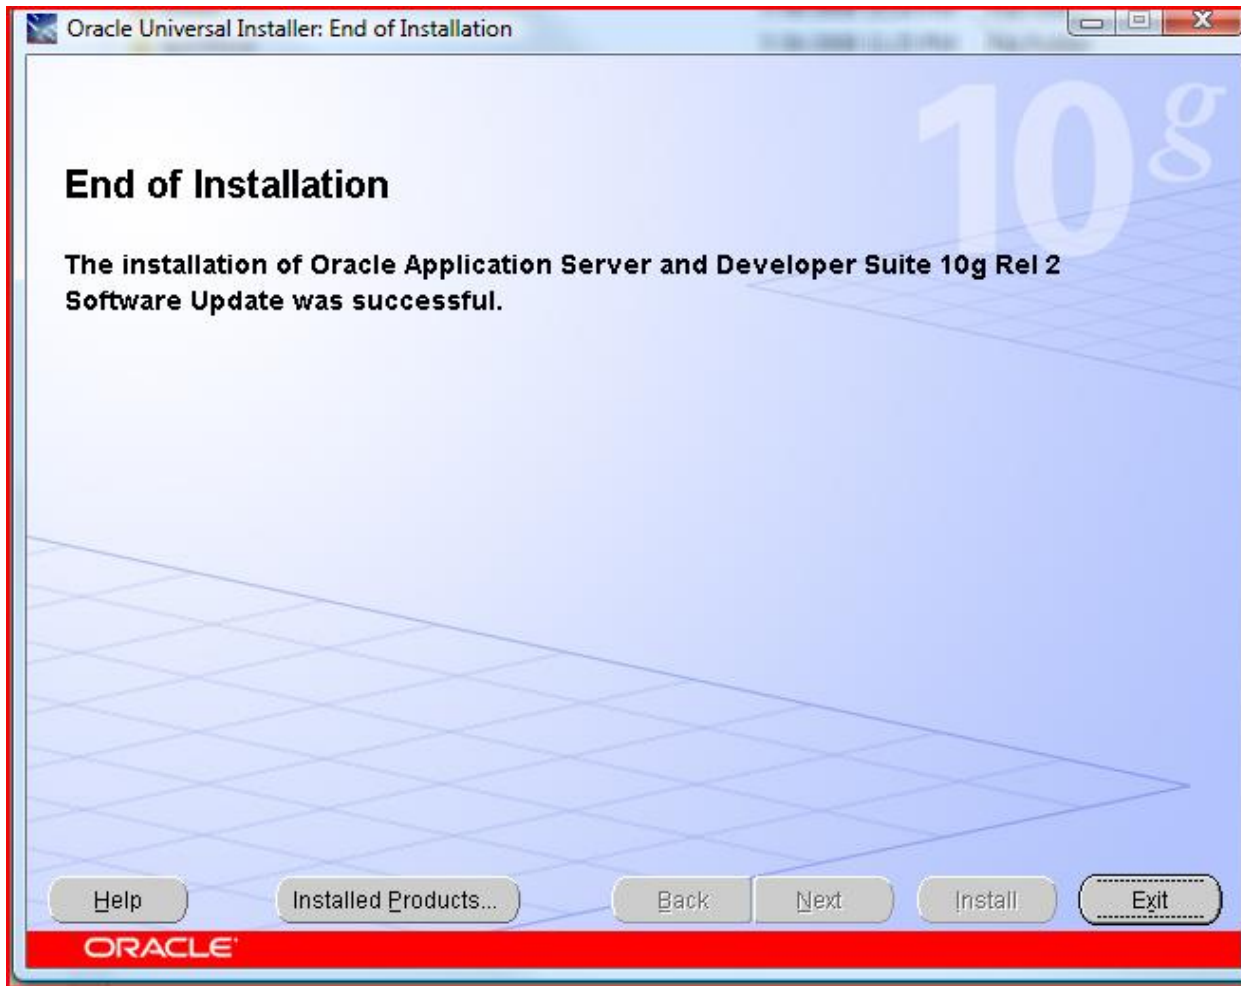 Oracle Universal Installer: End of Installation
10g
End of Installation
The installation of Oracle Application Server and Developer Suite 10g Rel 2
Software Update was successful.
Help Installed Products... Back Next Install Exit
ORACLE